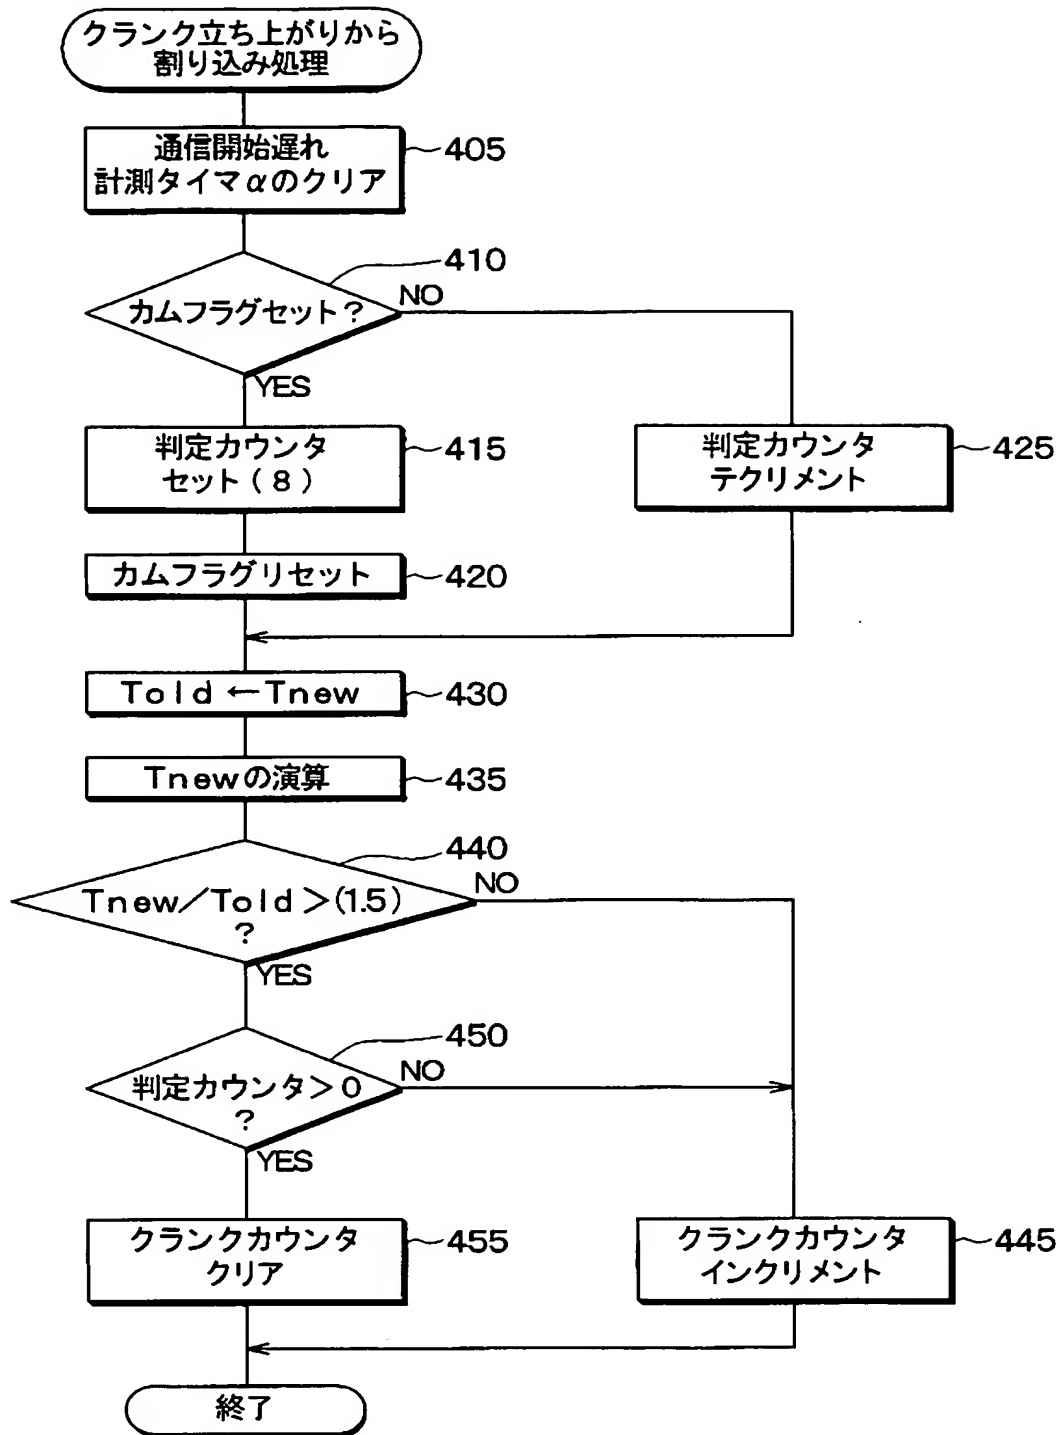 クランク立ち上がりから
割り込み処理
通信開始遅れ
計測タイマαのクリア
405
410
カムフラグセット？
NO
YES
判定カウンタ
セット（8）
415
判定カウンタ
テクリメント
425
カムフラグリセット
420
Told ←Tnew
430
Tnewの演算
435
440
Tnew／Told＞(1.5)
？
NO
YES
450
判定カウンタ＞0
？
NO
YES
クランクカウンタ
クリア
455
クランクカウンタ
インクリメント
445
終了